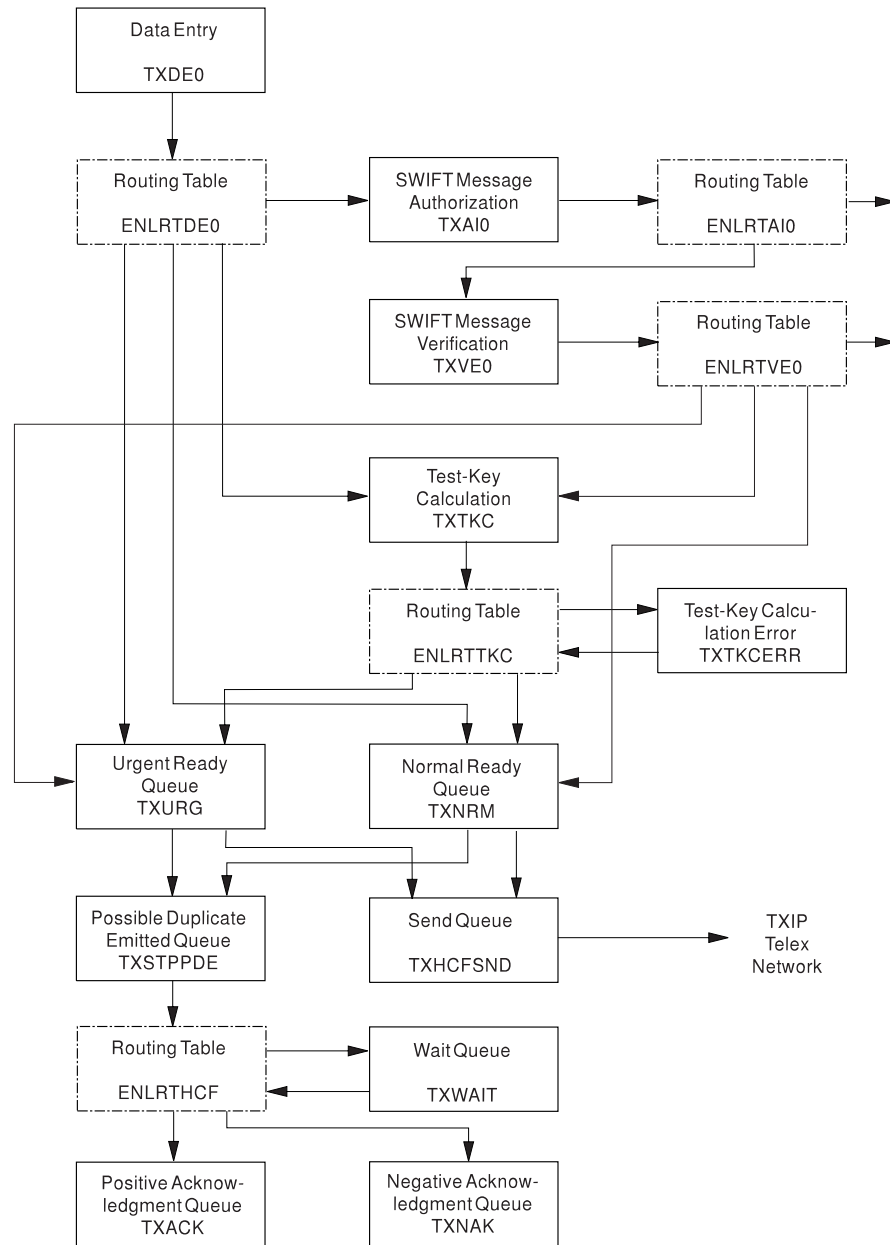 Data Entry
TXDE0
Routing Table
ENLRTDE0
SWIFT Message
Authorization
TXAI0
Routing Table
ENLRTAI0
SWIFT Message
Verification
TXVE0
Routing Table
ENLRTVE0
Test-Key
Calculation
TXTKC
Routing Table
ENLRTTKC
Test-Key Calcu-
lation Error
TXTKCERR
Urgent Ready
Queue
TXURG
Normal Ready
Queue
TXNRM
Possible Duplicate
Emitted Queue
TXSTPPDE
Send Queue
TXHCFSND
TXIP
Telex
Network
Routing Table
ENLRTHCF
Wait Queue
TXWAIT
Positive Acknow-
ledgment Queue
TXACK
Negative Acknow-
ledgment Queue
TXNAK